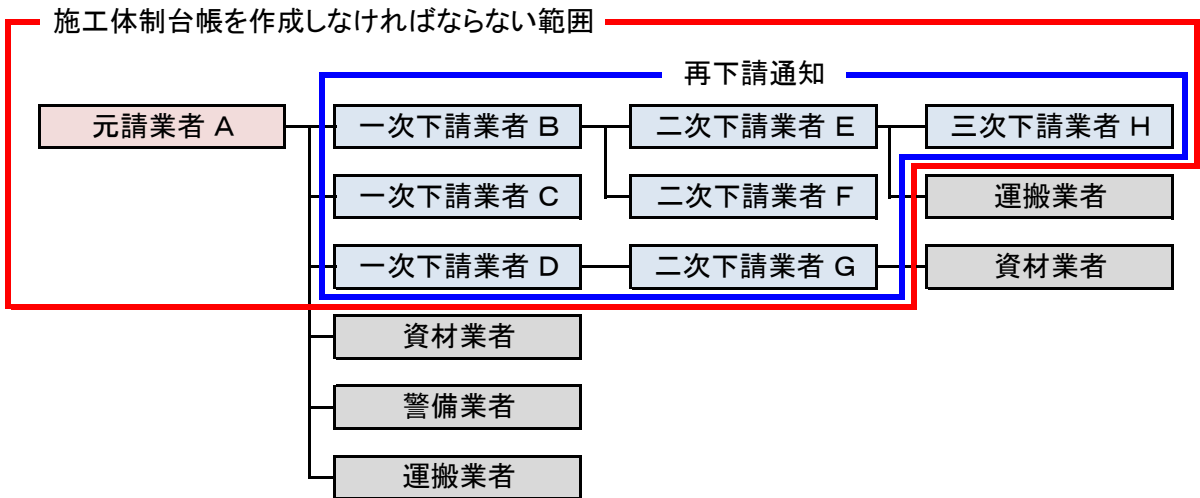 施工体制台帳を作成しなければならない範囲
再下請通知
元請業者 A
一次下請業者 B
二次下請業者 E
三次下請業者 H
一次下請業者 C
二次下請業者 F
運搬業者
一次下請業者 D
二次下請業者 G
資材業者
資材業者
警備業者
運搬業者